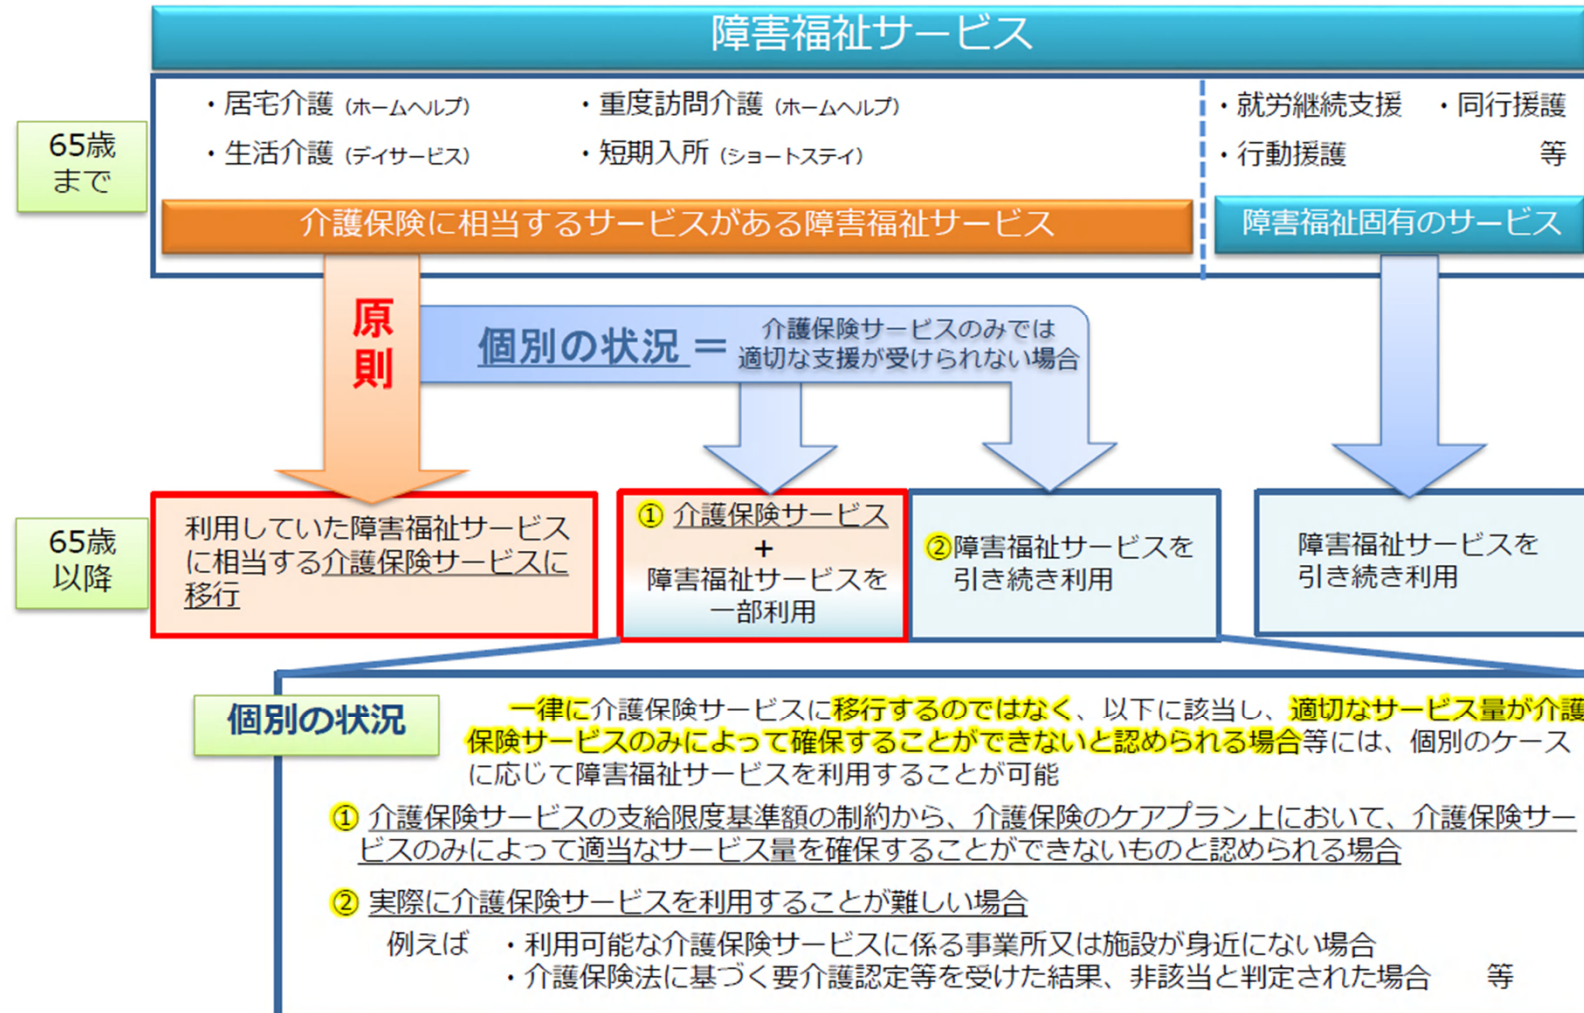 障害福祉サービス
65歳
まで
・居宅介護（ホームヘルプ）
・重度訪問介護（ホームヘルプ）
・生活介護（デイサービス）
・短期入所（ショートステイ）
・就労継続支援 ・同行援護
・行動援護 等
介護保険に相当するサービスがある障害福祉サービス
障害福祉固有のサービス
原
則
個別の状況＝
介護保険サービスのみでは
適切な支援が受けられない場合
65歳
以降
利用していた障害福祉サービス
に相当する介護保険サービスに
移行
① 介護保険サービス
+
障害福祉サービスを
一部利用
②障害福祉サービスを
引き続き利用
障害福祉サービスを
引き続き利用
個別の状況
一律に介護保険サービスに移行するのではなく、以下に該当し、適切なサービス量が介護
保険サービスのみによって確保することができないと認められる場合等には、個別のケース
に応じて障害福祉サービスを利用することが可能
① 介護保険サービスの支給限度基準額の制約から、介護保険のケアプラン上において、介護保険サー
ビスのみによって適当なサービス量を確保することができないものと認められる場合
② 実際に介護保険サービスを利用することが難しい場合
例えば ・利用可能な介護保険サービスに係る事業所又は施設が身近にない場合
・介護保険法に基づく要介護認定等を受けた結果、非該当と判定された場合 等